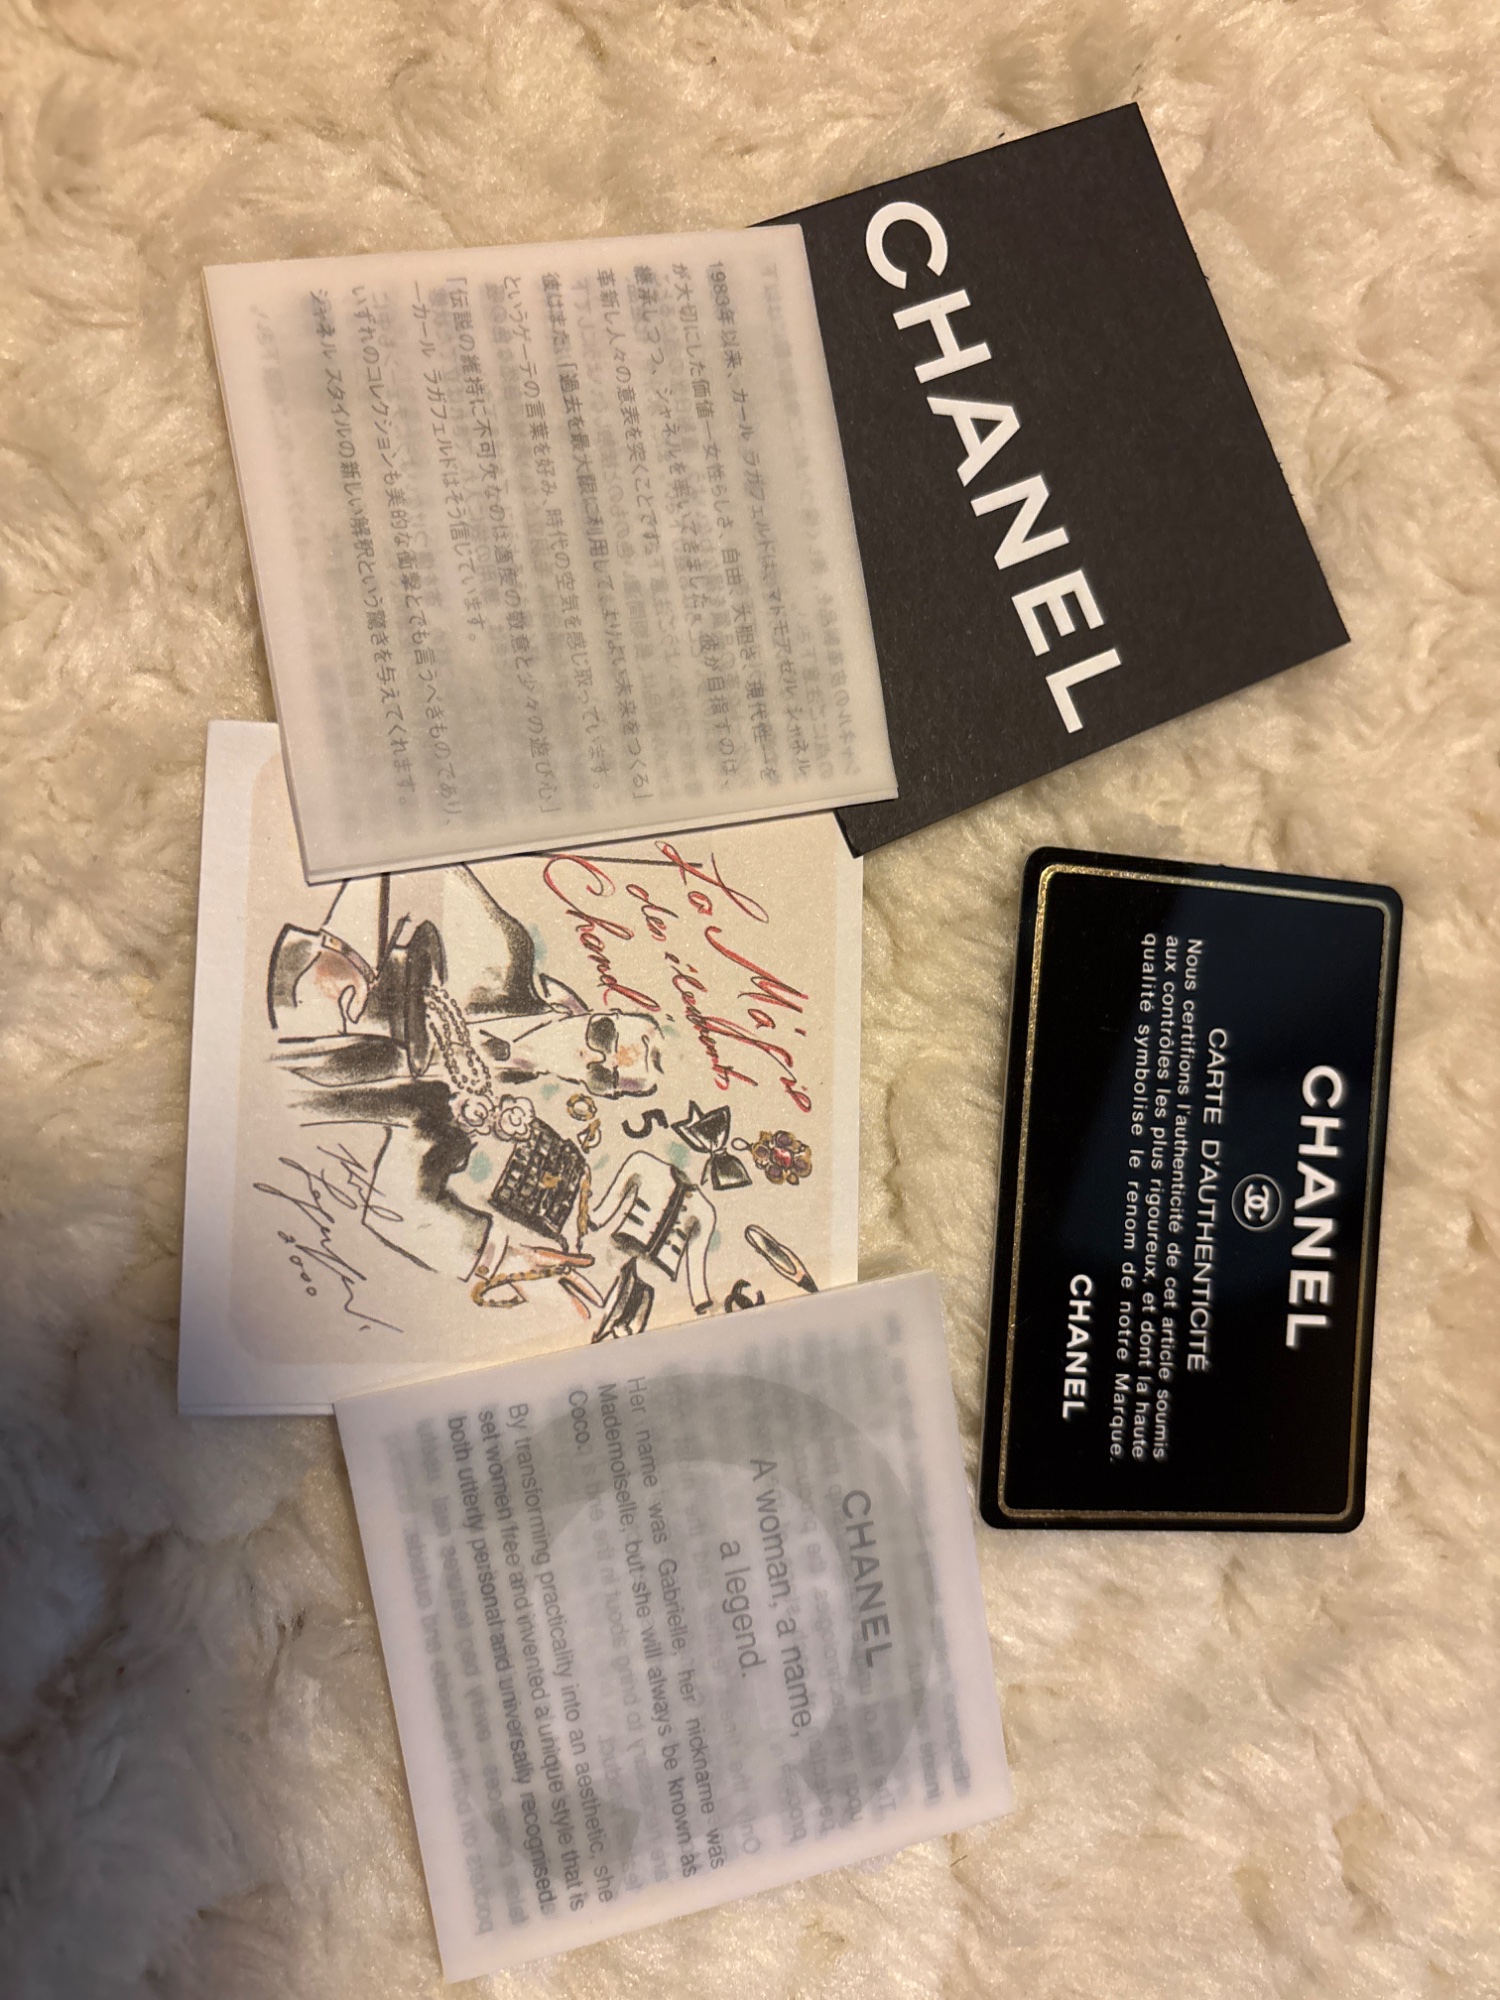 CHANEL
1983年以来、カール ラガフェルドは、マドモアゼル シャネル
が大切にした価値—女性らしさ、自由、大胆さ、現代性—を
継承しつつ、シャネルを率いてきました。彼が目指すのは、
革新し人々の意表を突くことです。
彼はまた、「過去を最大限に利用して、よりよい未来をつくる」
というゲーテの言葉を好み、時代の空気を感じ取っています。
「伝説の維持に不可欠なのは適度の敬意と少々の遊び心」
—カール ラガフェルドはそう信じています。
いずれのコレクションも美的な衝撃とでも言うべきものであり、
シャネル スタイルの新しい解釈という驚きを与えてくれます。
CHANEL
CARTE D'AUTHENTICITÉ
Nous certifions l'authenticité de cet article soumis
aux contrôles les plus rigoureux, et dont la haute
qualité symbolise le renom de notre Marque.
CHANEL
La Magie
des
Chanel
5
2000
CHANEL
A woman, a name,
a legend.
Her name was Gabrielle, her nickname was
Mademoiselle, but she will always be known as
Coco.
By transforming practicality into an aesthetic, she
set women free and invented a unique style that is
both utterly personal and universally recognised.